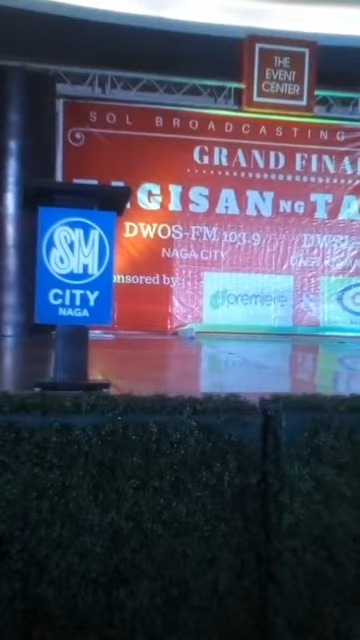 THE
EVENT
CENTER
SOL BROADCASTING
GRAND FINA
TAGISAN NG TA
DWOS-FM 103.9
NAGA CITY
onsored by:
premiere
SM
CITY
NAGA